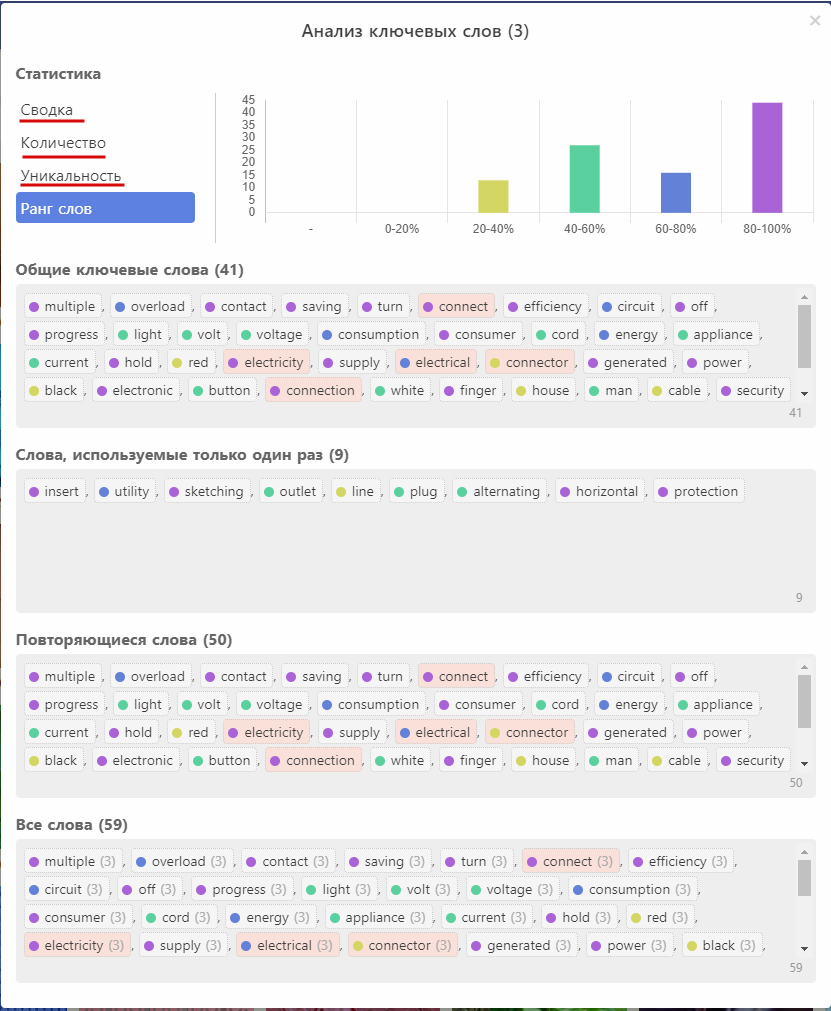 Анализ ключевых слов (3)
×
Статистика
Сводка
Количество
Уникальность
Ранг слов
45
40
35
30
25
20
15
10
5
0
- 0-20% 20-40% 40-60% 60-80% 80-100%
Общие ключевые слова (41)
multiple , overload , contact , saving , turn , connect , efficiency , circuit , off ,
progress , light , volt , voltage , consumption , consumer , cord , energy , appliance ,
current , hold , red , electricity , supply , electrical , connector , generated , power ,
black , electronic , button , connection , white , finger , house , man , cable , security
41
Слова, используемые только один раз (9)
insert , utility , sketching , outlet , line , plug , alternating , horizontal , protection
9
Повторяющиеся слова (50)
multiple , overload , contact , saving , turn , connect , efficiency , circuit , off ,
progress , light , volt , voltage , consumption , consumer , cord , energy , appliance ,
current , hold , red , electricity , supply , electrical , connector , generated , power ,
black , electronic , button , connection , white , finger , house , man , cable , security
50
Все слова (59)
multiple (3) , overload (3) , contact (3) , saving (3) , turn (3) , connect (3) , efficiency (3) ,
circuit (3) , off (3) , progress (3) , light (3) , volt (3) , voltage (3) , consumption (3) ,
consumer (3) , cord (3) , energy (3) , appliance (3) , current (3) , hold (3) , red (3) ,
electricity (3) , supply (3) , electrical (3) , connector (3) , generated (3) , power (3) , black (3) ,
59